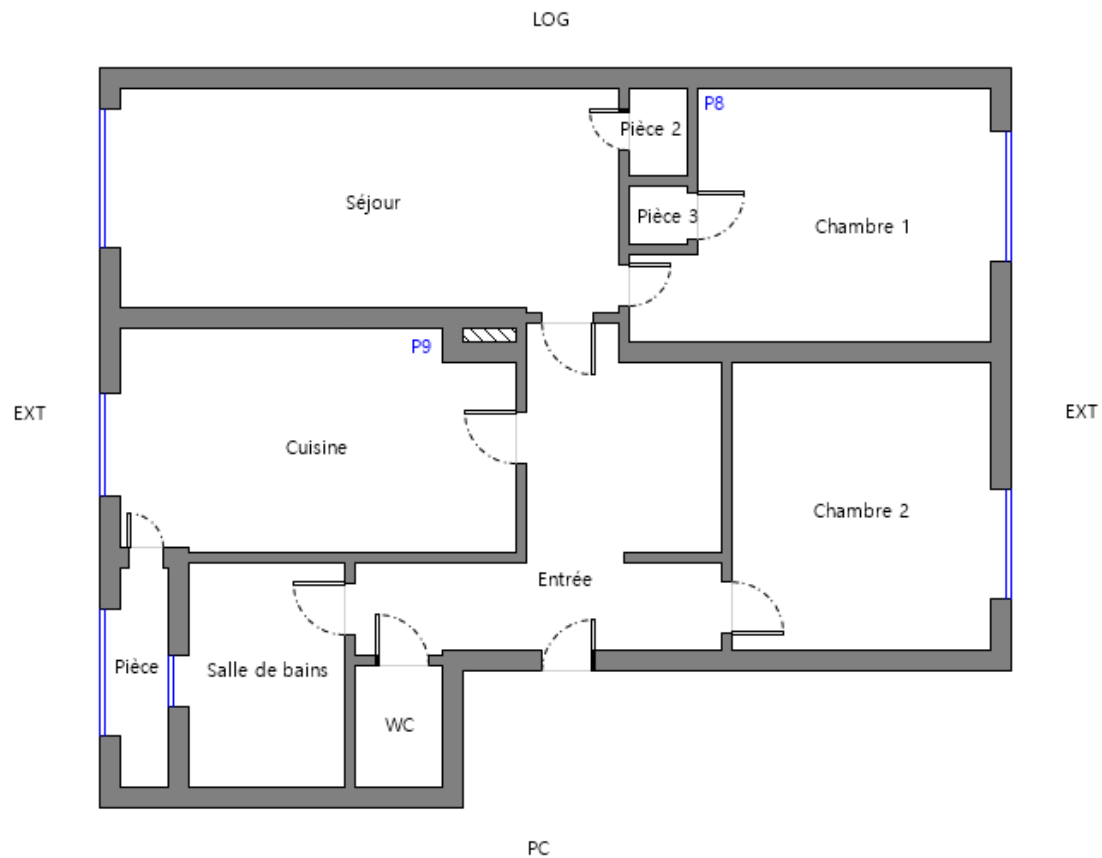 LOG
P8
Pièce 2
Séjour
Pièce 3
Chambre 1
P9
EXT
EXT
Cuisine
Chambre 2
Entrée
Pièce
Salle de bains
WC
PC